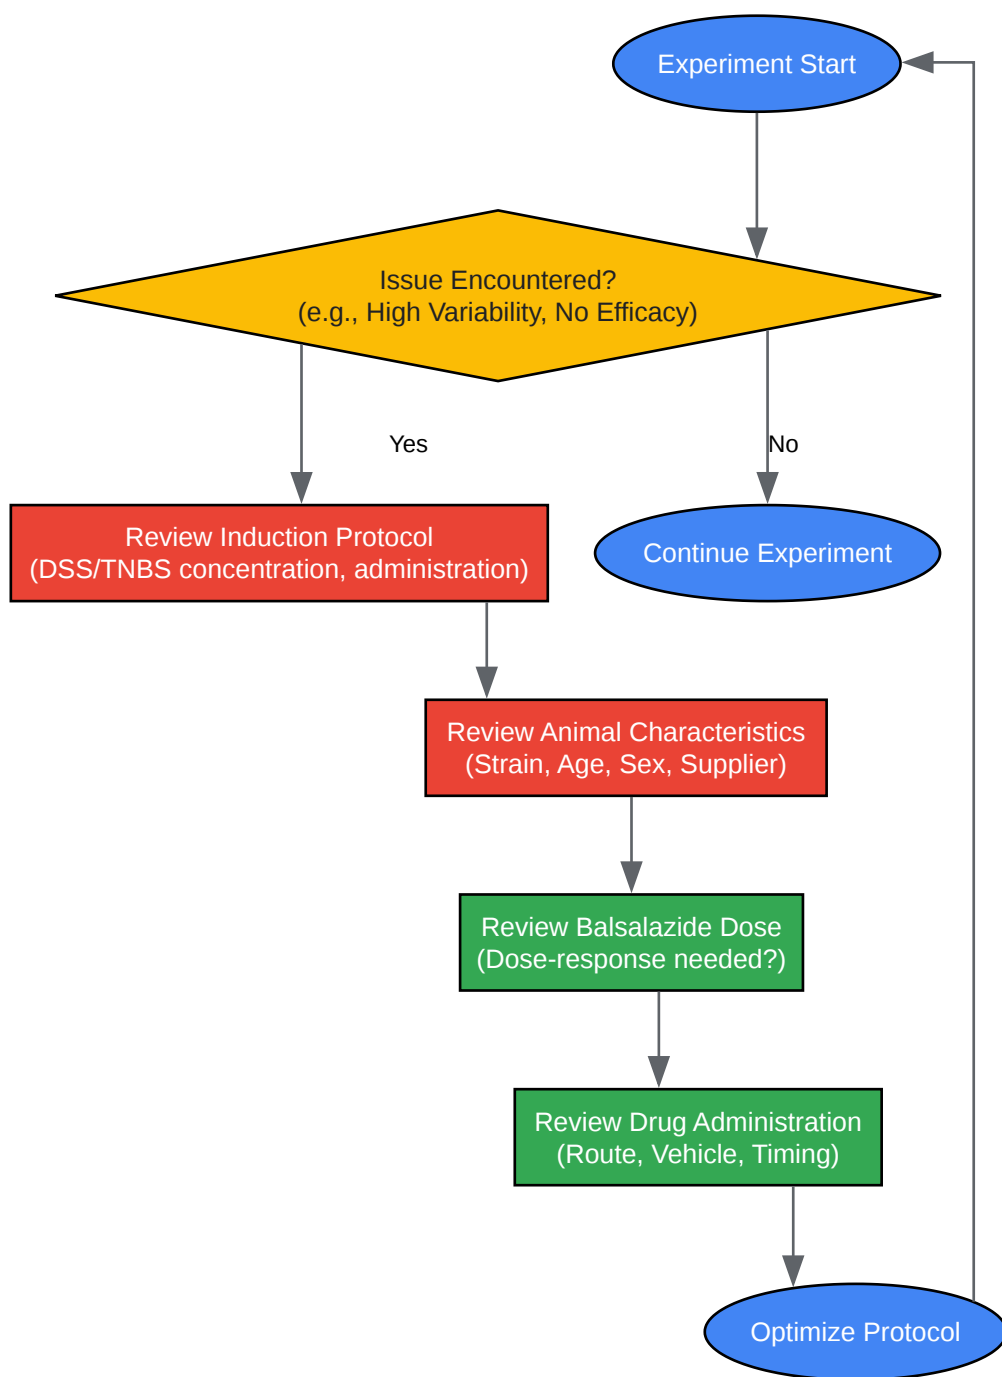 Experiment Start
Issue Encountered?
(e.g., High Variability, No Efficacy)
Yes
No
Review Induction Protocol
(DSS/TNBS concentration, administration)
Continue Experiment
Review Animal Characteristics
(Strain, Age, Sex, Supplier)
Review Balsalazide Dose
(Dose-response needed?)
Review Drug Administration
(Route, Vehicle, Timing)
Optimize Protocol